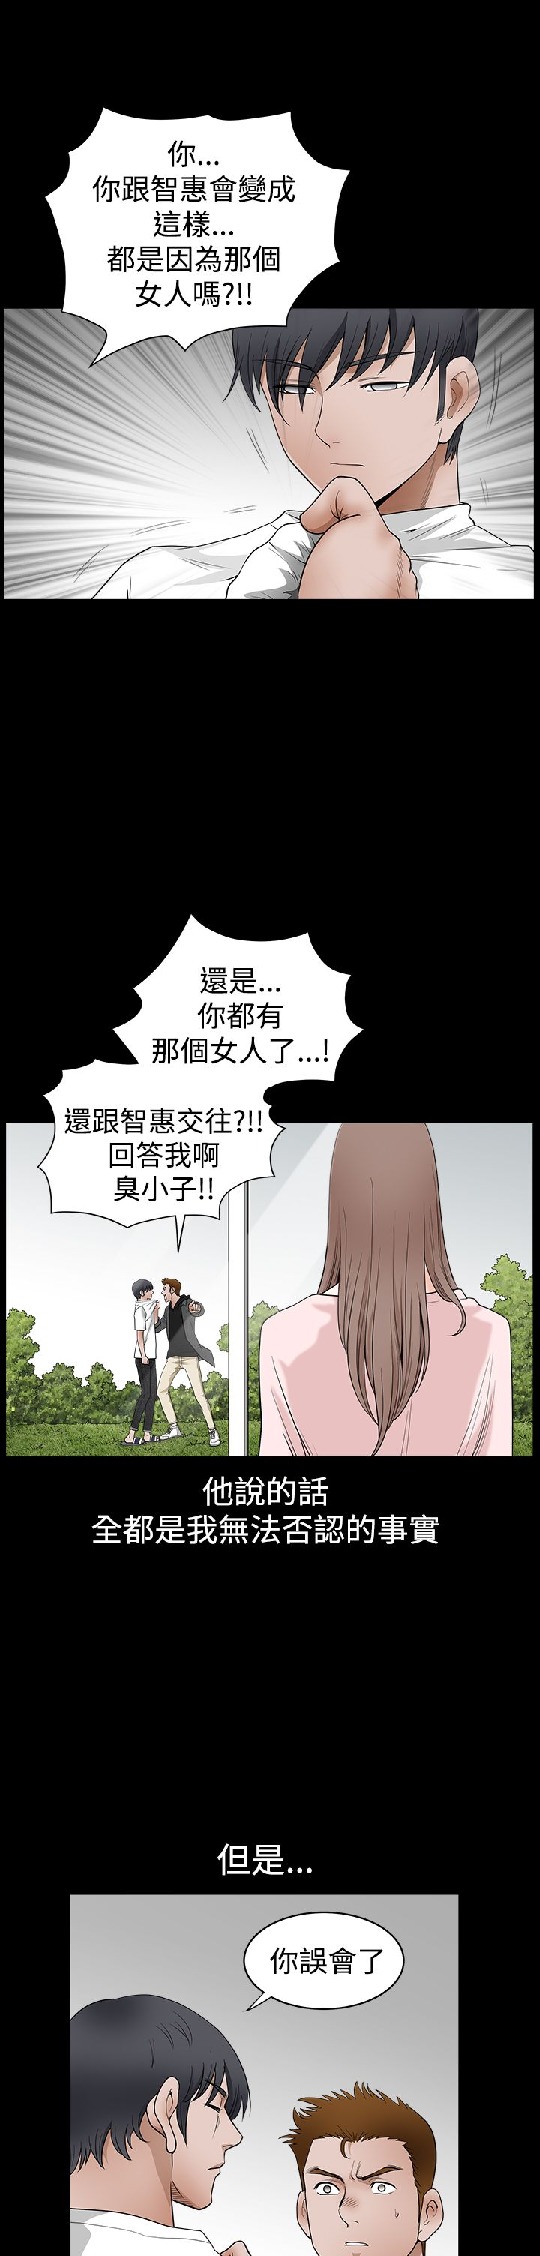 你...
你跟智惠會變成
這樣...
都是因為那個
女人嗎?!!
還是...
你都有
那個女人了...!
還跟智惠交往?!!
回答我啊
臭小子!!
他說的話
全都是我無法否認的事實
但是...
你誤會了